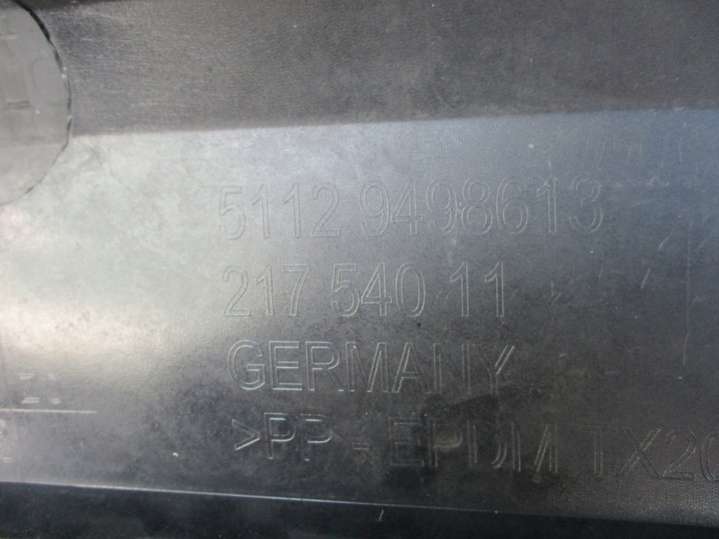 5112 9498613
217 540 11
GERMANY
>PP - EPDM TX20